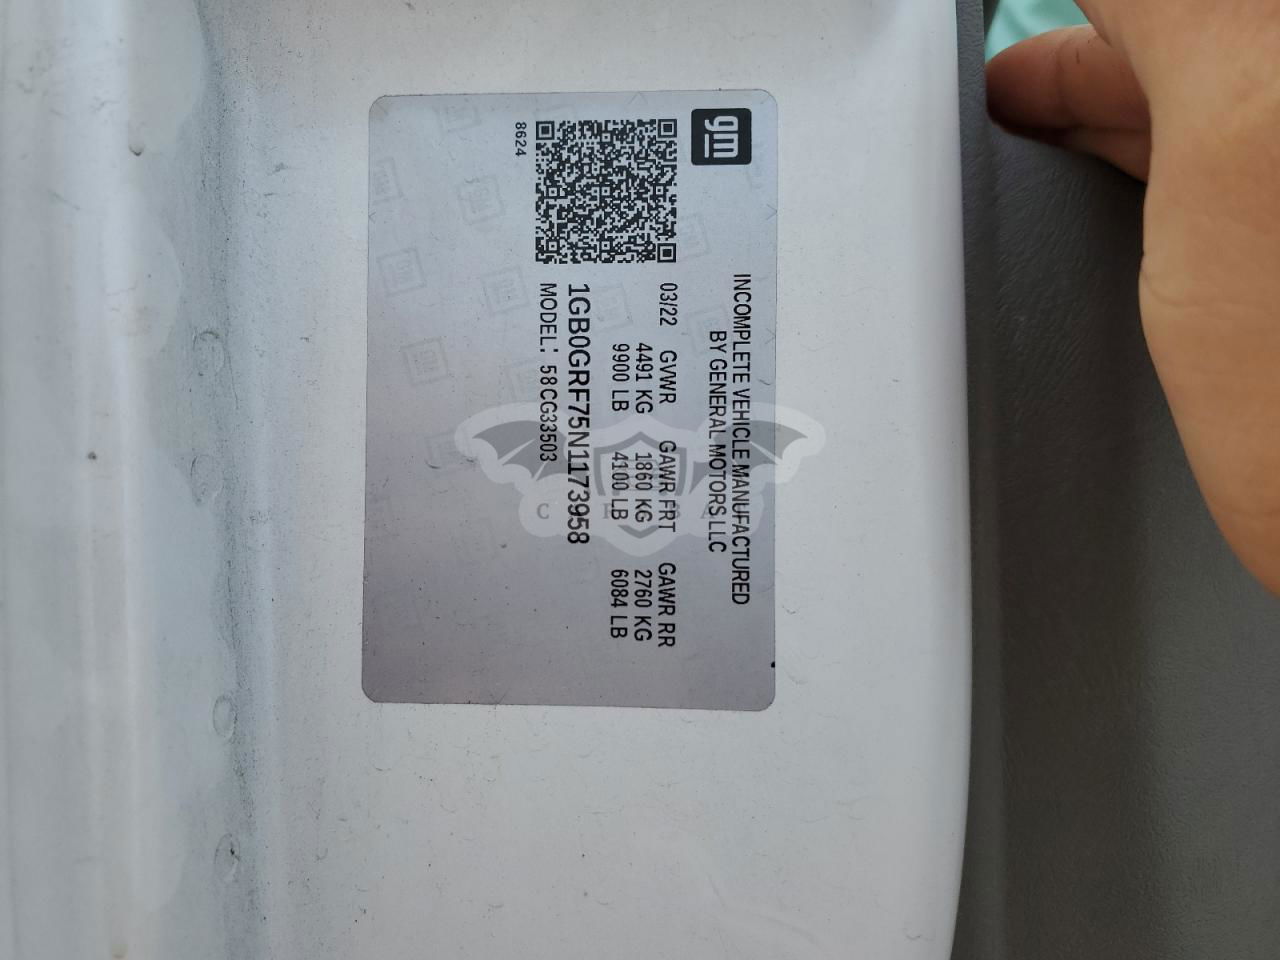 gm
INCOMPLETE VEHICLE MANUFACTURED
BY GENERAL MOTORS LLC
03/22 GVWR GAWR FRT GAWR RR
4491 KG 1860 KG 2760 KG
9900 LB 4100 LB 6084 LB
1GB0GRF75N1173958
MODEL: 58CG33503
8624